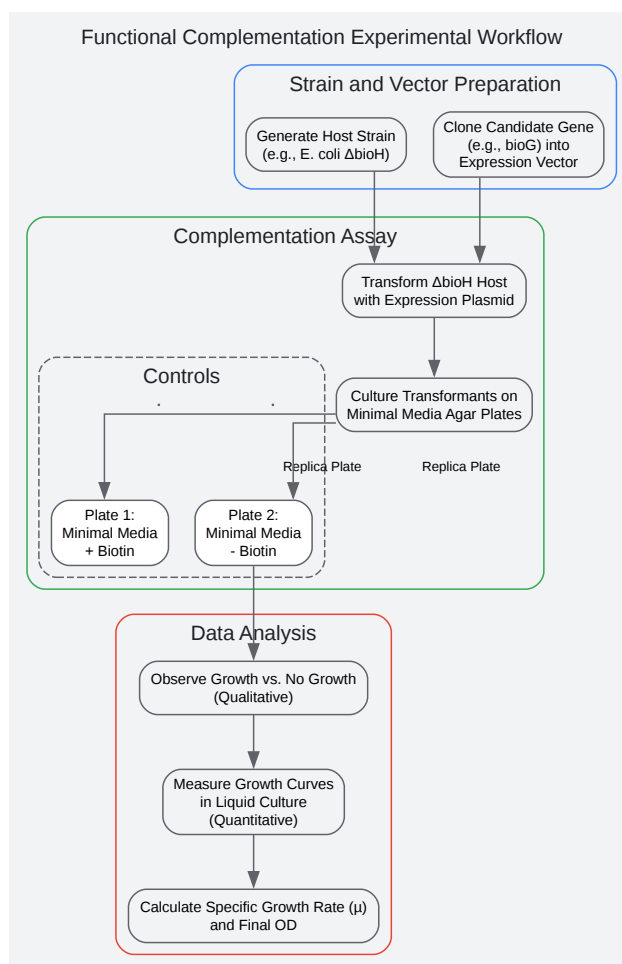 Functional Complementation Experimental Workflow
Strain and Vector Preparation
Generate Host Strain
(e.g., E. coli ΔbioH)
Clone Candidate Gene
(e.g., bioG) into
Expression Vector
Complementation Assay
Transform ΔbioH Host
with Expression Plasmid
Controls
Culture Transformants on
Minimal Media Agar Plates
Replica Plate
Replica Plate
Plate 1:
Minimal Media
+ Biotin
Plate 2:
Minimal Media
- Biotin
Data Analysis
Observe Growth vs. No Growth
(Qualitative)
Measure Growth Curves
in Liquid Culture
(Quantitative)
Calculate Specific Growth Rate (μ)
and Final OD